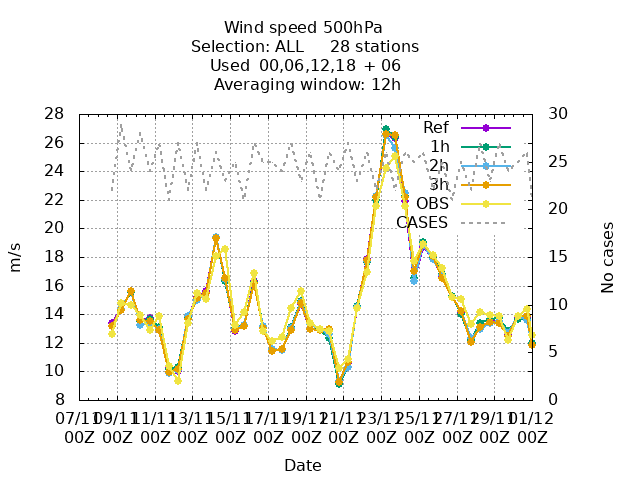 Wind speed 500hPa
Selection: ALL 28 stations
Used 00,06,12,18 + 06
Averaging window: 12h
28 30
26 25
24
22 20
20
18 15
16
14 10
12 5
10
8 0
Ref
1h
2h
3h
OBS
CASES
m/s
No cases
07/11 09/11 11/11 13/11 15/11 17/11 19/11 21/11 23/11 25/11 27/11 29/11 01/12
00Z 00Z 00Z 00Z 00Z 00Z 00Z 00Z 00Z 00Z 00Z 00Z 00Z
Date